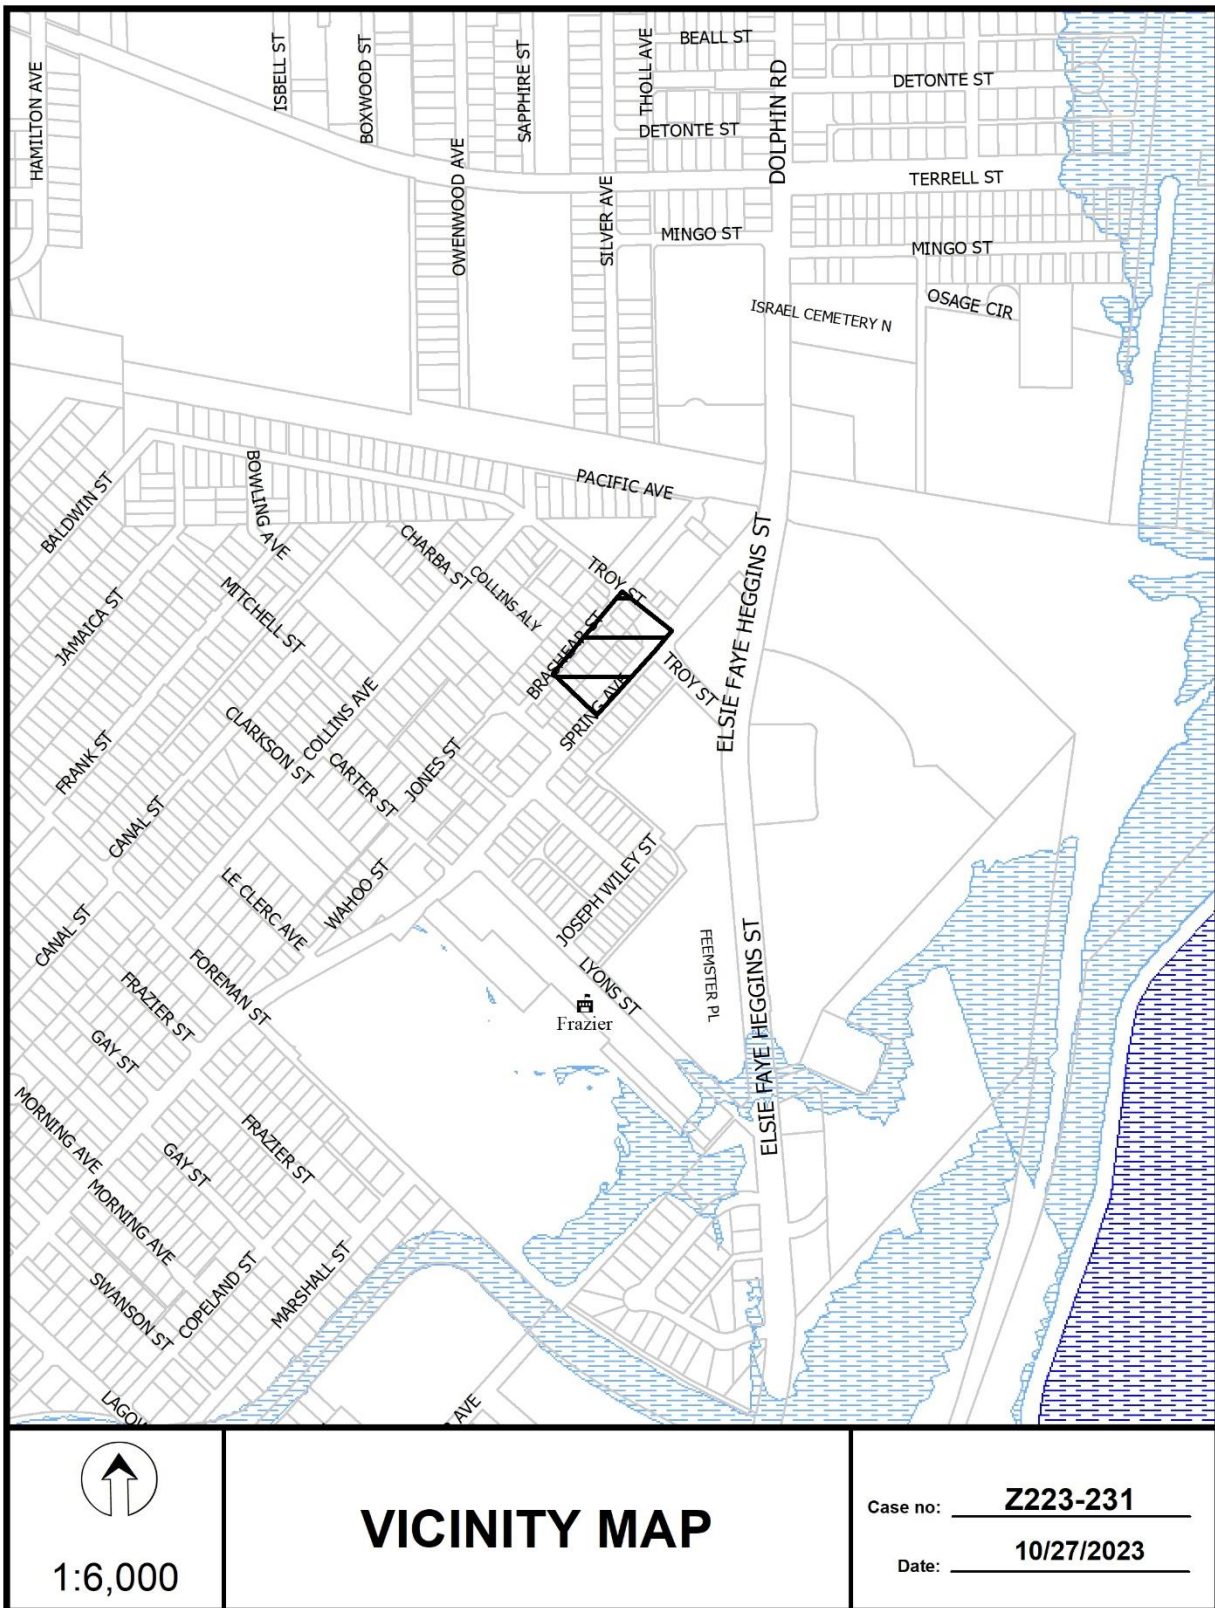 BEALL ST
ISBELL ST
BOXWOOD ST
SAPPHIRE ST
THOLL AVE
HAMILTON AVE
DOLPHIN RD
DETONTE ST
DETONTE ST
OWENWOOD AVE
TERRELL ST
SILVER AVE
MINGO ST
MINGO ST
ISRAEL CEMETERY N
OSAGE CIR
PACIFIC AVE
BALDWIN ST
BOWLING AVE
CHARBA ST
COLLINS ALY
TROY ST
ELSIE FAYE HEGGINS ST
JAMAICA ST
MITCHELL ST
BRASHEAR ST
TROY ST
SPRING AVE
COLLINS AVE
CLARKSON ST
FRANK ST
CARTER ST
JONES ST
CANAL ST
JOSEPH WILEY ST
LE CLERC AVE
WAHOO ST
CANAL ST
FOREMAN ST
FRAZIER ST
LYONS ST
FEEMSTER PL
ELSIE FAYE HEGGINS ST
Frazier
GAY ST
MORNING AVE
FRAZIER ST
GAY ST
MORNING AVE
SWANSON ST
COPELAND ST
MARSHALL ST
LAGOW
AVE
1:6,000
VICINITY MAP
Case no: Z223-231
Date: 10/27/2023